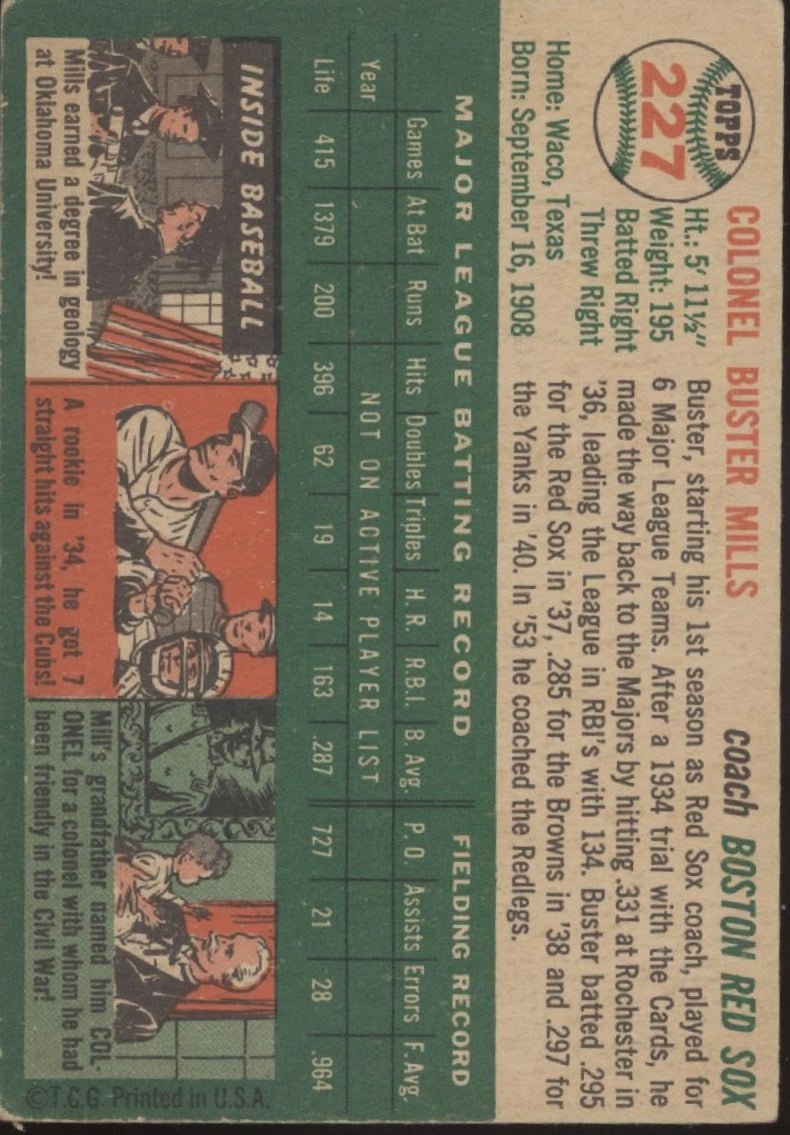 TOPPS
227
COLONEL BUSTER MILLS
coach BOSTON RED SOX
Ht.: 5' 11½"
Weight: 195
Batted Right
Threw Right
Home: Waco, Texas
Born: September 16, 1908
Buster, starting his 1st season as Red Sox coach, played for
6 Major League Teams. After a 1934 trial with the Cards, he
made the way back to the Majors by hitting .331 at Rochester in
'36, leading the League in RBI's with 134. Buster batted .295
for the Red Sox in '37, .285 for the Browns in '38 and .297 for
the Yanks in '40. In '53 he coached the Redlegs.
MAJOR LEAGUE BATTING RECORD FIELDING RECORD
Year Games At Bat Runs Hits Doubles Triples H. R. R.B.I. B. Avg. P. O. Assists Errors F. Avg.
NOT ON ACTIVE PLAYER LIST
Life 415 1379 200 396 62 19 14 163 .287 727 21 28 .964
INSIDE BASEBALL
Mills earned a degree in geology
at Oklahoma University!
A rookie in '34, he got 7
straight hits against the Cubs!
Mill's grandfather named him COL-
ONEL for a colonel with whom he had
been friendly in the Civil War!
©T.C.G. Printed in U.S.A.